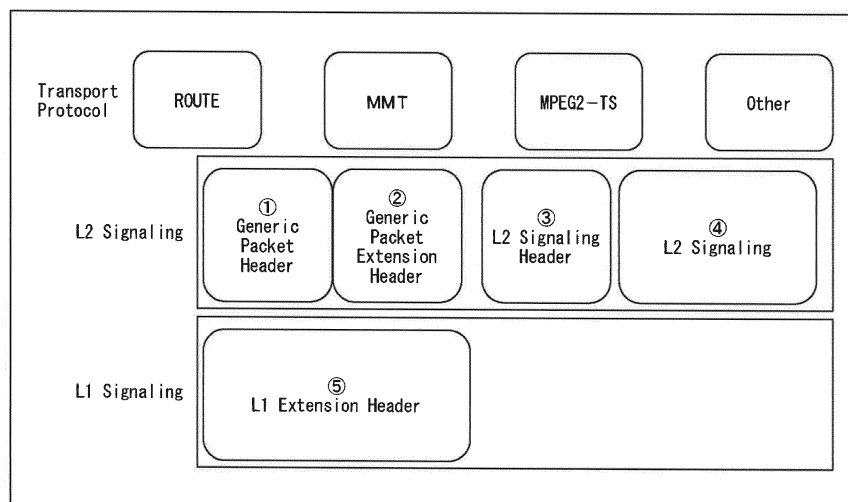 Transport
Protocol
ROUTE
MMT
MPEG2-TS
Other
L2 Signaling
①
Generic
Packet
Header
②
Generic
Packet
Extension
Header
③
L2 Signaling
Header
④
L2 Signaling
L1 Signaling
⑤
L1 Extension Header